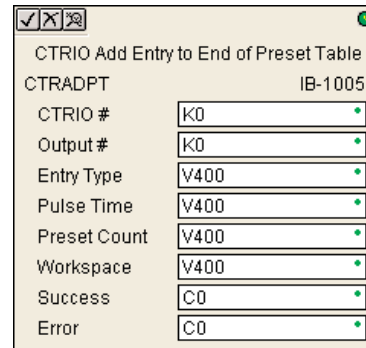 CTRIO Add Entry to End of Preset Table
CTRADPT IB-1005
CTRIO # K0
Output # K0
Entry Type V400
Pulse Time V400
Preset Count V400
Workspace V400
Success C0
Error C0